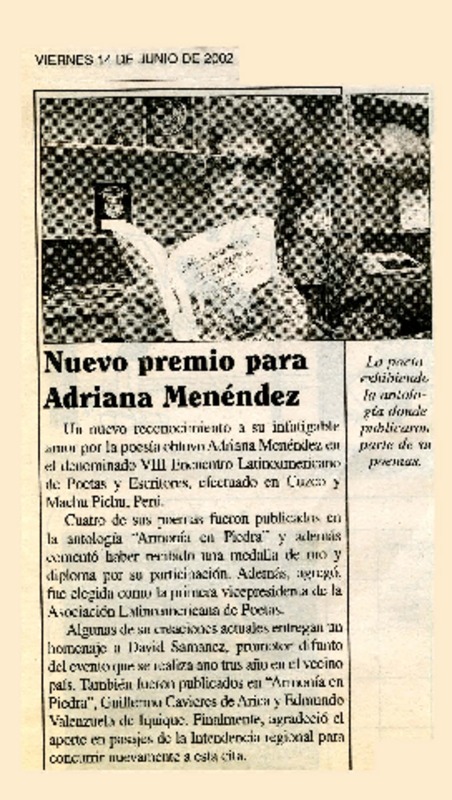 VIERNES 14 DE JUNIO DE 2002
Nuevo premio para
Adriana Menéndez
La poeta
exhibiendo
la antolo-
gía donde
publicaron
parte de su
poemas.
Un nuevo reconocimiento a su infatigable
amor por la poesía obtuvo Adriana Menéndez en
el denominado VIII Encuentro Latinoamericano
de Poetas y Escritores, efectuado en Cuzco y
Machu Pichu, Perú.
Cuatro de sus poemas fueron publicados en
la antología "Armonía en Piedra" y además
comentó haber recibido una medalla de oro y
diploma por su participación. Además, agregó,
fue elegida como la primera vicepresidenta de la
Asociación Latinoamericana de Poetas.
Algunas de su creaciones actuales entregan un
homenaje a David Samanez, promotor difunto
del evento que se realiza año tras año en el vecino
país. También fueron publicados en "Armonía en
Piedra", Guillermo Cavieres de Arica y Edmundo
Valenzuela de Iquique. Finalmente, agradeció el
aporte en pasajes de la Intendencia regional para
concurrir nuevamente a esta cita.